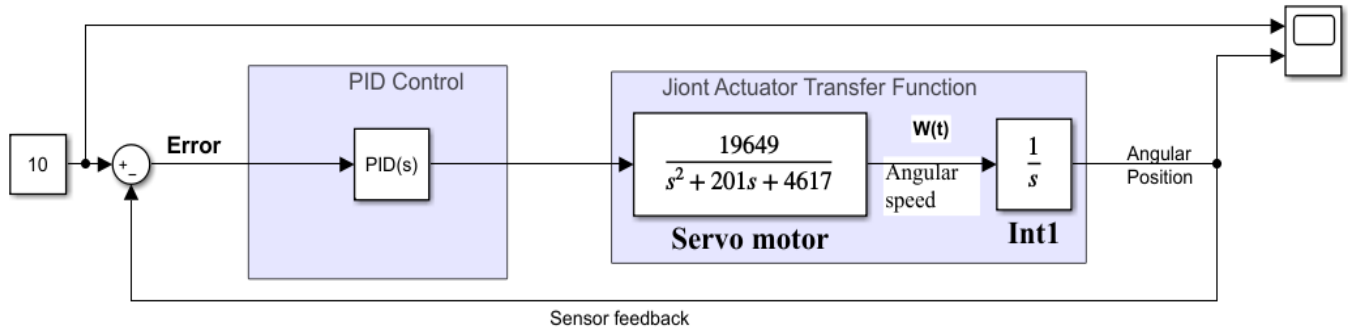 PID Control
Jiont Actuator Transfer Function
10
+
−
Error
PID(s)
19649
s² + 201s + 4617
Servo motor
W(t)
Angular
speed
1
s
Int1
Angular
Position
Sensor feedback